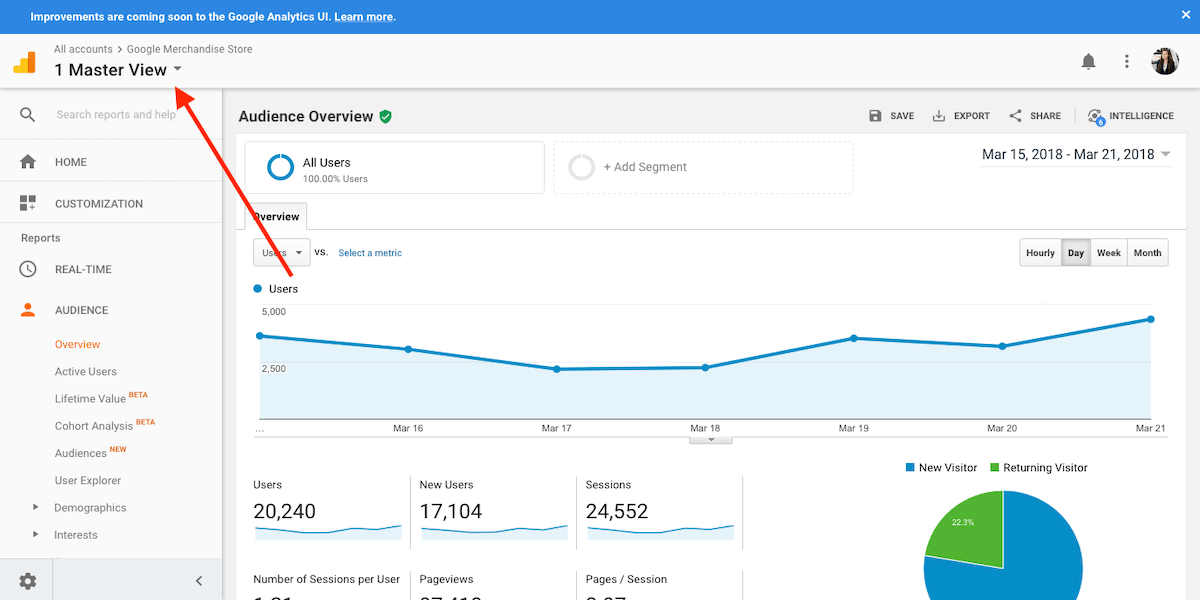 Improvements are coming soon to the Google Analytics UI. Learn more.
All accounts > Google Merchandise Store
1 Master View
Search reports and help
HOME
CUSTOMIZATION
Reports
REAL-TIME
AUDIENCE
Overview
Active Users
Lifetime Value BETA
Cohort Analysis BETA
Audiences NEW
User Explorer
Demographics
Interests
Audience Overview
SAVE
EXPORT
SHARE
6
INTELLIGENCE
All Users
100.00% Users
+ Add Segment
Mar 15, 2018 - Mar 21, 2018
Overview
Users
vs.
Select a metric
Hourly Day Week Month
Users
5,000
2,500
... Mar 16 Mar 17 Mar 18 Mar 19 Mar 20 Mar 21
New Visitor Returning Visitor
Users New Users Sessions
20,240 17,104 24,552
22.3%
Number of Sessions per User Pageviews Pages / Session